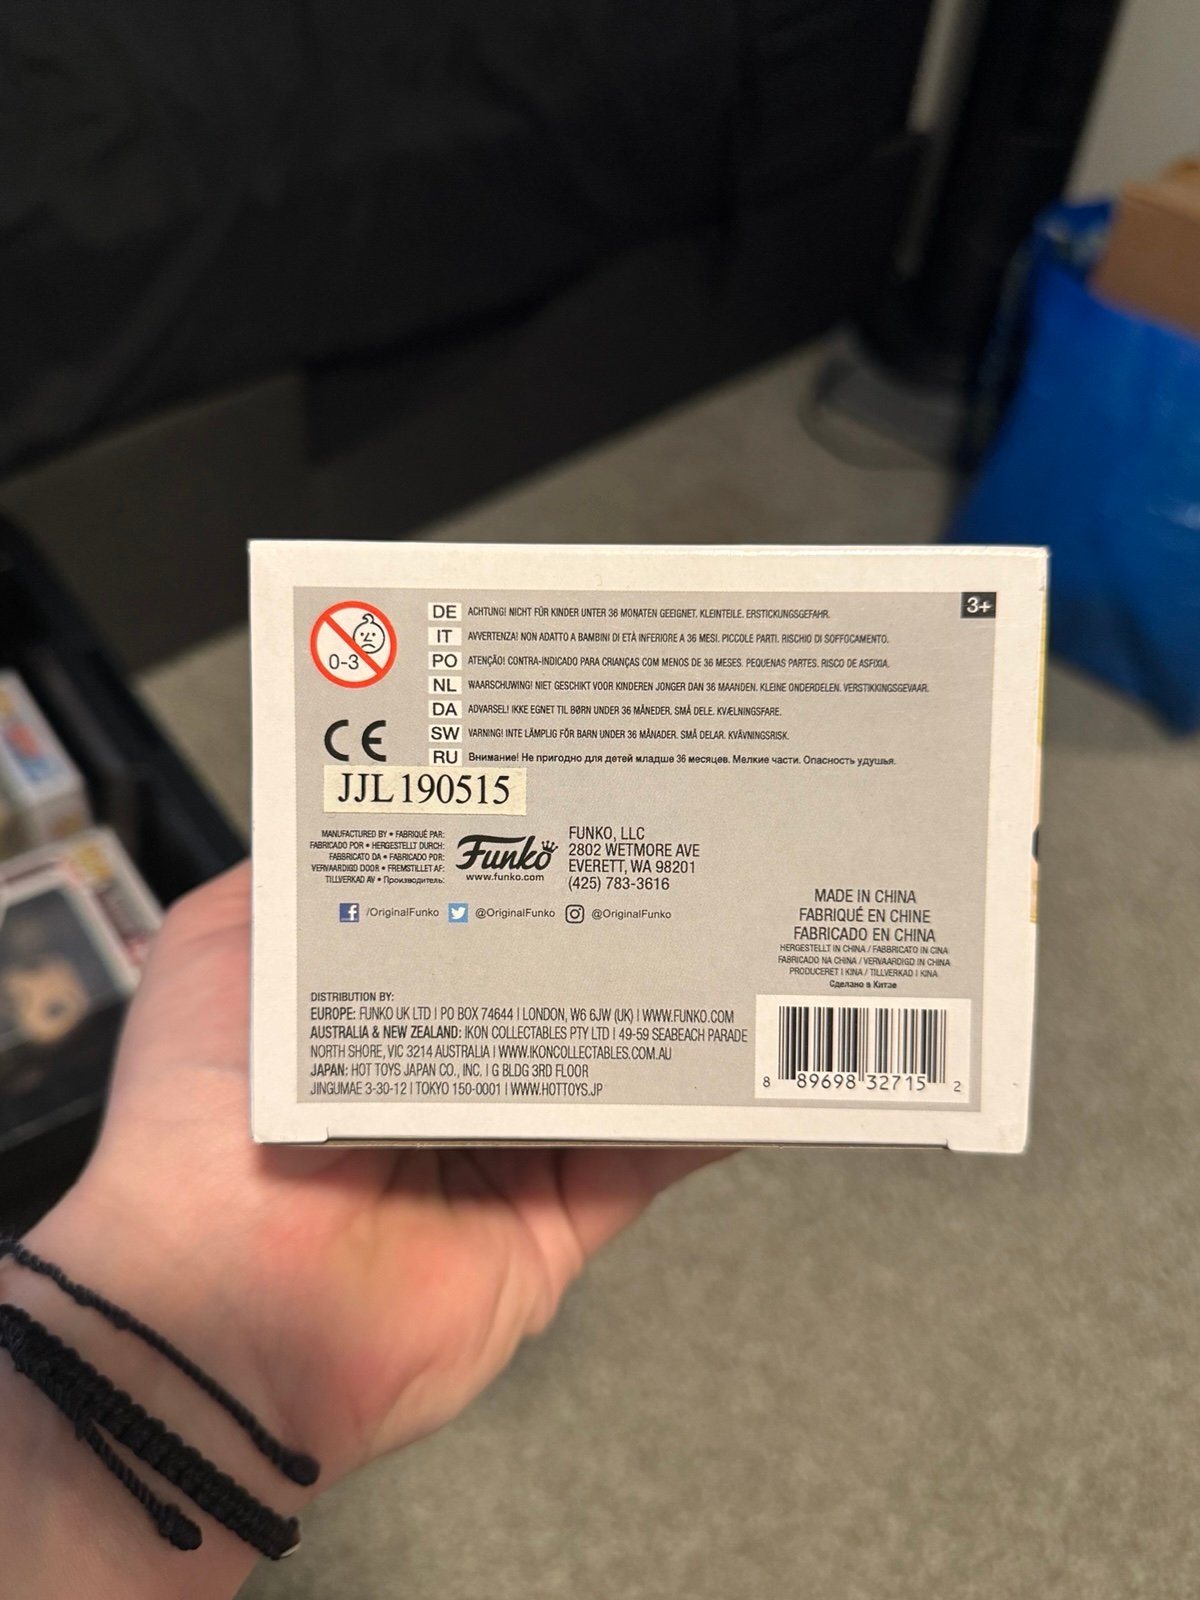 3+
0-3
DE ACHTUNG! NICHT FÜR KINDER UNTER 36 MONATEN GEEIGNET. KLEINTEILE. ERSTICKUNGSGEFAHR.
IT AVVERTENZA! NON ADATTO A BAMBINI DI ETÀ INFERIORE A 36 MESI. PICCOLE PARTI. RISCHIO DI SOFFOCAMENTO.
PO ATENÇÃO! CONTRA-INDICADO PARA CRIANÇAS COM MENOS DE 36 MESES. PEQUENAS PARTES. RISCO DE ASFIXIA.
NL WAARSCHUWING! NIET GESCHIKT VOOR KINDEREN JONGER DAN 36 MAANDEN. KLEINE ONDERDELEN. VERSTIKKINGSGEVAAR.
DA ADVARSEL! IKKE EGNET TIL BØRN UNDER 36 MÅNEDER. SMÅ DELE. KVÆLNINGSFARE.
SW VARNING! INTE LÄMPLIG FÖR BARN UNDER 36 MÅNADER. SMÅ DELAR. KVÄVNINGSRISK.
RU Внимание! Не пригодно для детей младше 36 месяцев. Мелкие части. Опасность удушья.
CE
JJL 190515
MANUFACTURED BY • FABRIQUÉ PAR:
FABRICADO POR • HERGESTELLT DURCH:
FABBRICATO DA • FABRICADO POR:
VERVAARDIGD DOOR • FREMSTILLET AF:
TILLVERKAD AV • Производитель:
Funko
www.funko.com
FUNKO, LLC
2802 WETMORE AVE
EVERETT, WA 98201
(425) 783-3616
f /OriginalFunko @OriginalFunko @OriginalFunko
MADE IN CHINA
FABRIQUÉ EN CHINE
FABRICADO EN CHINA
HERGESTELLT IN CHINA / FABBRICATO IN CINA
FABRICADO NA CHINA / VERVAARDIGD IN CHINA
PRODUCERET I KINA / TILLVERKAD I KINA
Сделано в Китае
DISTRIBUTION BY:
EUROPE: FUNKO UK LTD | PO BOX 74644 | LONDON, W6 6JW (UK) | WWW.FUNKO.COM
AUSTRALIA & NEW ZEALAND: IKON COLLECTABLES PTY LTD | 49-59 SEABEACH PARADE
NORTH SHORE, VIC 3214 AUSTRALIA | WWW.IKONCOLLECTABLES.COM.AU
JAPAN: HOT TOYS JAPAN CO., INC. | G BLDG 3RD FLOOR
JINGUMAE 3-30-12 | TOKYO 150-0001 | WWW.HOTTOYS.JP
8 89698 32715 2